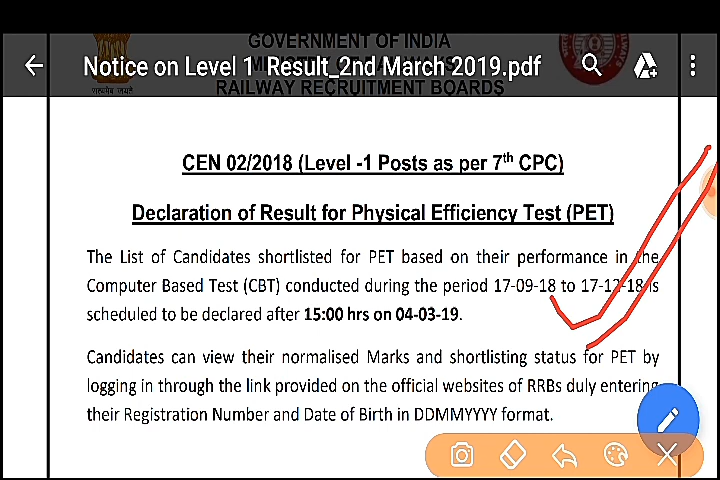 GOVERNMENT OF INDIA
Notice on Level 1 Result_2nd March 2019.pdf
RAILWAY RECRUITMENT BOARDS
CEN 02/2018 (Level -1 Posts as per 7th CPC)
Declaration of Result for Physical Efficiency Test (PET)
The List of Candidates shortlisted for PET based on their performance in the
Computer Based Test (CBT) conducted during the period 17-09-18 to 17-12-18 is
scheduled to be declared after 15:00 hrs on 04-03-19.
Candidates can view their normalised Marks and shortlisting status for PET by
logging in through the link provided on the official websites of RRBs duly entering
their Registration Number and Date of Birth in DDMMYYYY format.